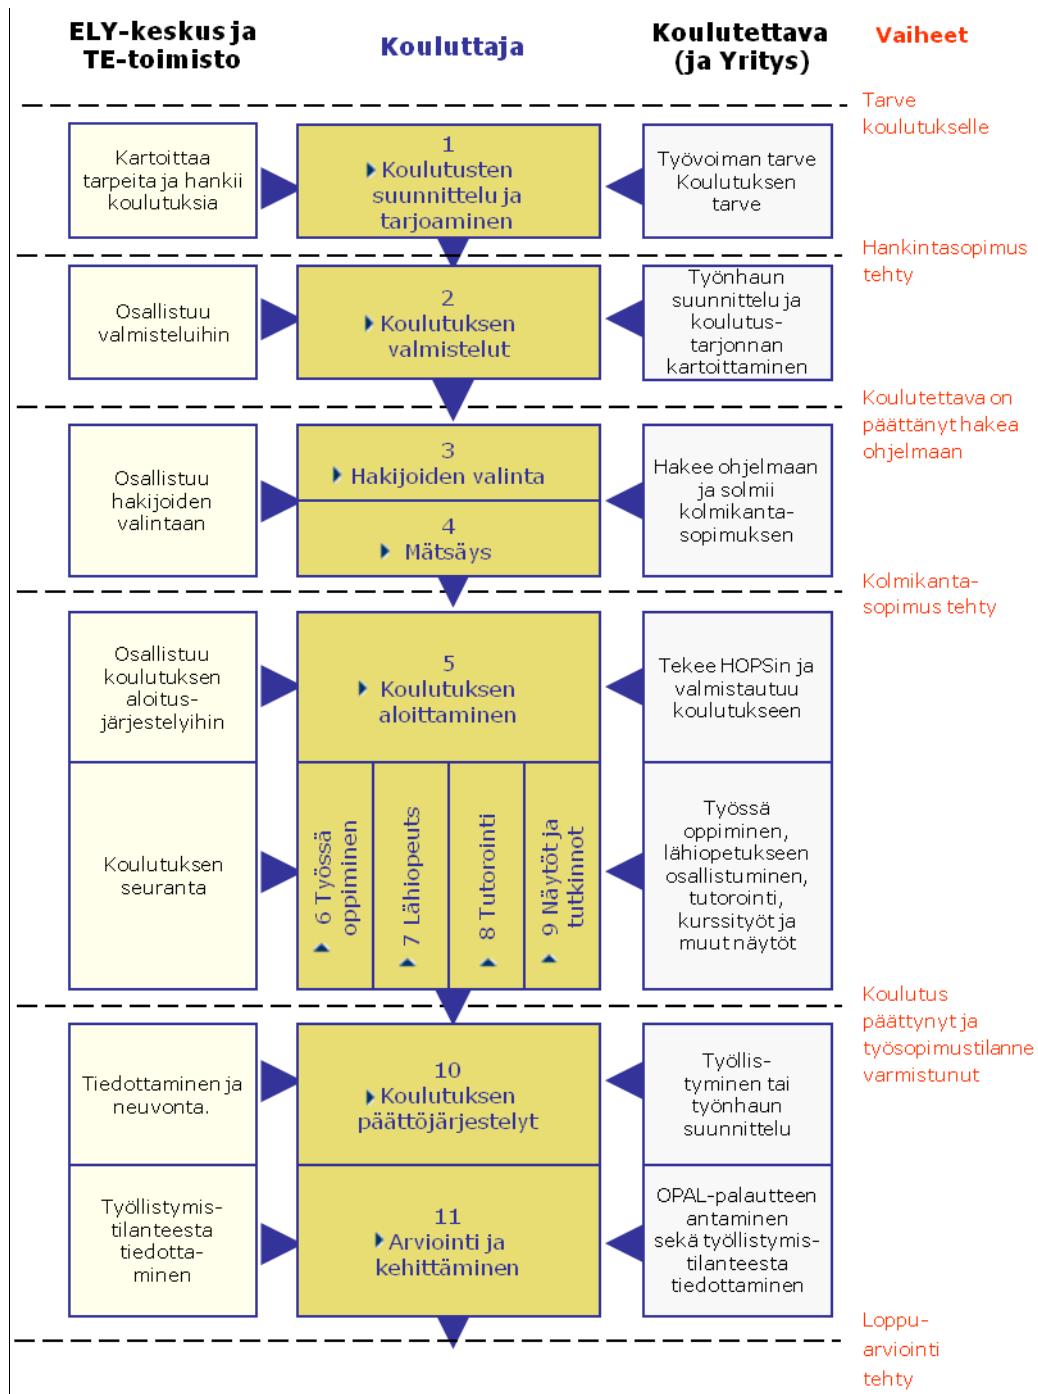 ELY-keskus ja
TE-toimisto
Kouluttaja
Koulutettava
(ja Yritys)
Vaiheet
Tarve
koulutukselle
Kartoittaa
tarpeita ja hankii
koulutuksia
1
Koulutusten
suunnittelu ja
tarjoaminen
Työvoiman tarve
Koulutuksen
tarve
Hankintasopimus
tehty
Osallistuu
valmisteluihin
2
Koulutuksen
valmistelut
Työnhaun
suunnittelu ja
koulutus-
tarjonnan
kartoittaminen
Koulutettava on
päättänyt hakea
ohjelmaan
Osallistuu
hakijoiden
valintaan
3
Hakijoiden valinta
4
Mätsäys
Hakee ohjelmaan
ja solmii
kolmikanta-
sopimuksen
Kolmikanta-
sopimus tehty
Osallistuu
koulutuksen
aloitus-
järjestelyihin
5
Koulutuksen
aloittaminen
Tekee HOPSin ja
valmistautuu
koulutukseen
Koulutuksen
seuranta
6 Työssä
oppiminen
7 Lähiopeuts
8 Tutorointi
9 Näytöt ja
tutkinnot
Työssä
oppiminen,
lähiopetukseen
osallistuminen,
tutorointi,
kurssityöt ja
muut näytöt
Koulutus
päättynyt ja
työsopimustilanne
varmistunut
Tiedottaminen ja
neuvonta.
10
Koulutuksen
päättöjärjestelyt
Työllis-
tyminen tai
työnhaun
suunnittelu
Työllistymis-
tilanteesta
tiedotta-
minen
11
Arviointi ja
kehittäminen
OPAL-palautteen
antaminen
sekä työllistymis-
tilanteesta
tiedottaminen
Loppu-
arviointi
tehty